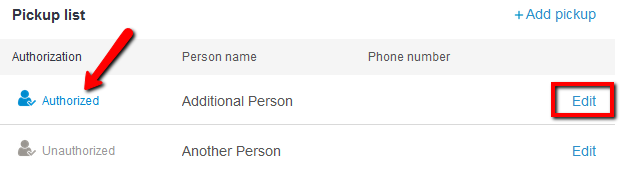 Pickup list + Add pickup
Authorization Person name Phone number
Authorized Additional Person Edit
Unauthorized Another Person Edit